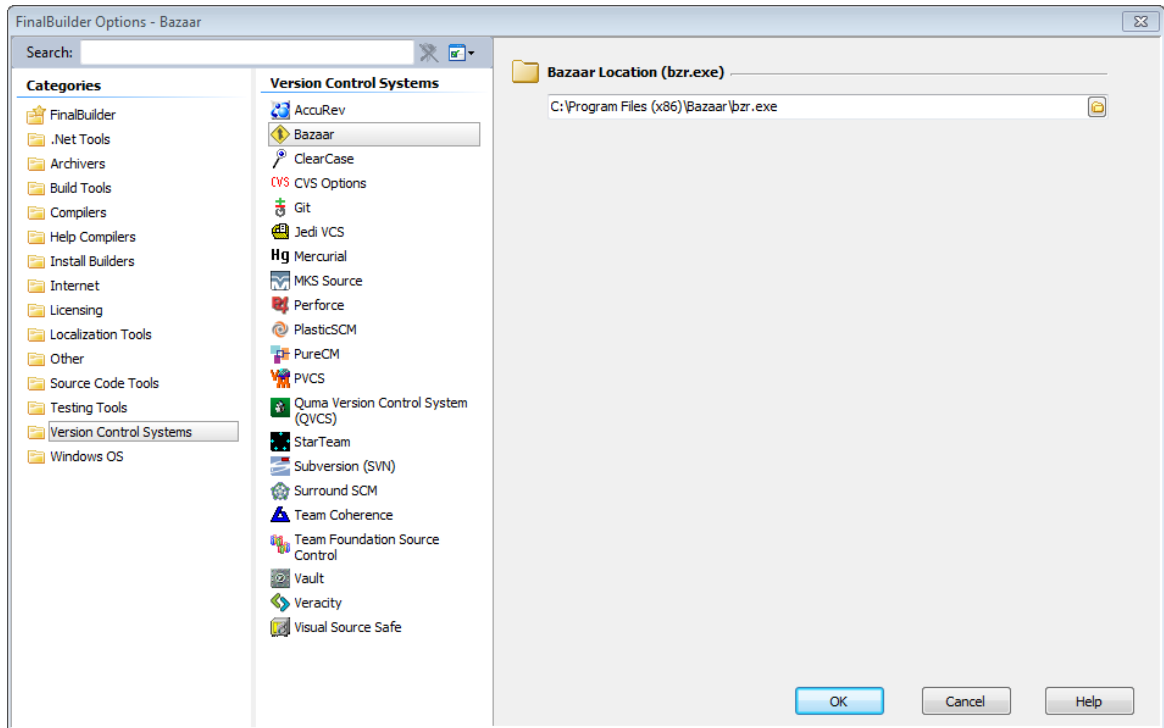 FinalBuilder Options - Bazaar
Search:
Categories
FinalBuilder
.Net Tools
Archivers
Build Tools
Compilers
Help Compilers
Install Builders
Internet
Licensing
Localization Tools
Other
Source Code Tools
Testing Tools
Version Control Systems
Windows OS
Version Control Systems
AccuRev
Bazaar
ClearCase
CVS CVS Options
Git
Jedi VCS
Hg Mercurial
MKS Source
Perforce
PlasticSCM
PureCM
PVCS
Quma Version Control System
(QVCS)
StarTeam
Subversion (SVN)
Surround SCM
Team Coherence
Team Foundation Source
Control
Vault
Veracity
Visual Source Safe
Bazaar Location (bzr.exe)
C:\Program Files (x86)\Bazaar\bzr.exe
OK
Cancel
Help